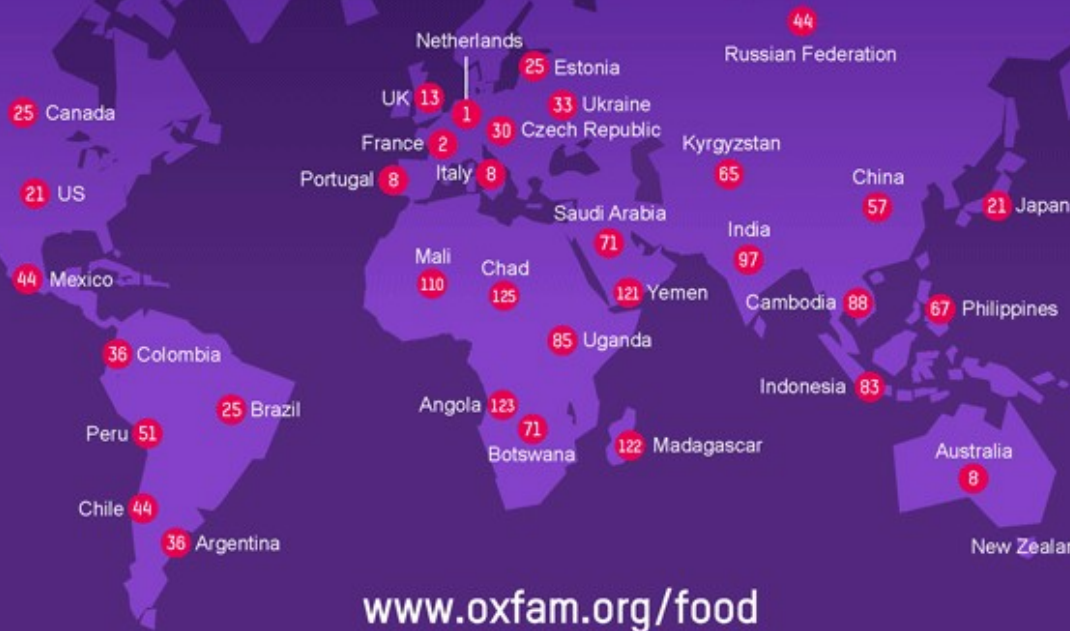 44
Russian Federation
Netherlands
25 Estonia
UK 13
1
33 Ukraine
25 Canada
30 Czech Republic
France 2
Kyrgyzstan
65
Portugal 8
Italy 8
China
57
21 US
21 Japan
Saudi Arabia
71
India
97
Mali
110
Chad
125
44 Mexico
121 Yemen
Cambodia 88
67 Philippines
85 Uganda
36 Colombia
Indonesia 83
Angola 123
25 Brazil
71
Botswana
Peru 51
122 Madagascar
Australia
8
Chile 44
36 Argentina
New Zealan
www.oxfam.org/food